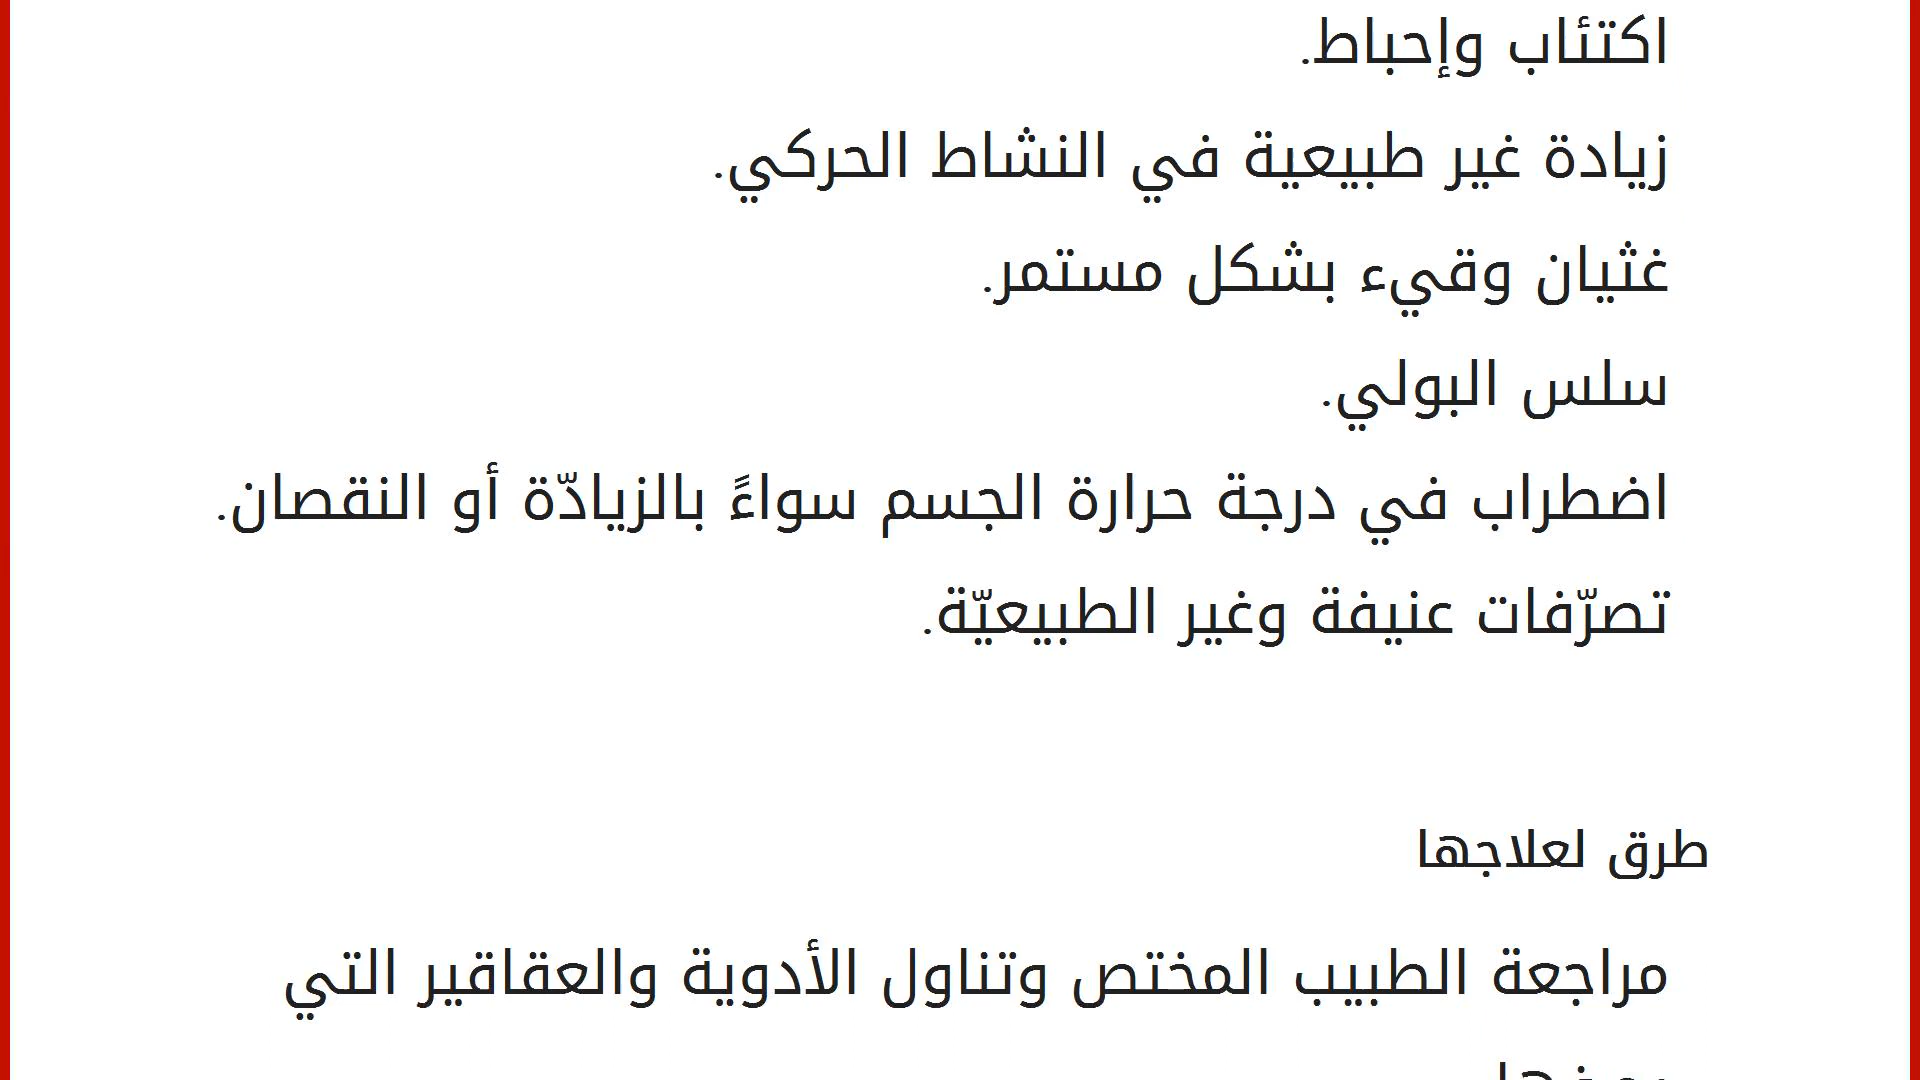 اكتئاب وإحباط.
زيادة غير طبيعية في النشاط الحركي.
غثيان وقيء بشكل مستمر.
سلس البولي.
اضطراب في درجة حرارة الجسم سواءً بالزيادّة أو النقصان.
تصرّفات عنيفة وغير الطبيعيّة.
طرق لعلاجها
مراجعة الطبيب المختص وتناول الأدوية والعقاقير التي